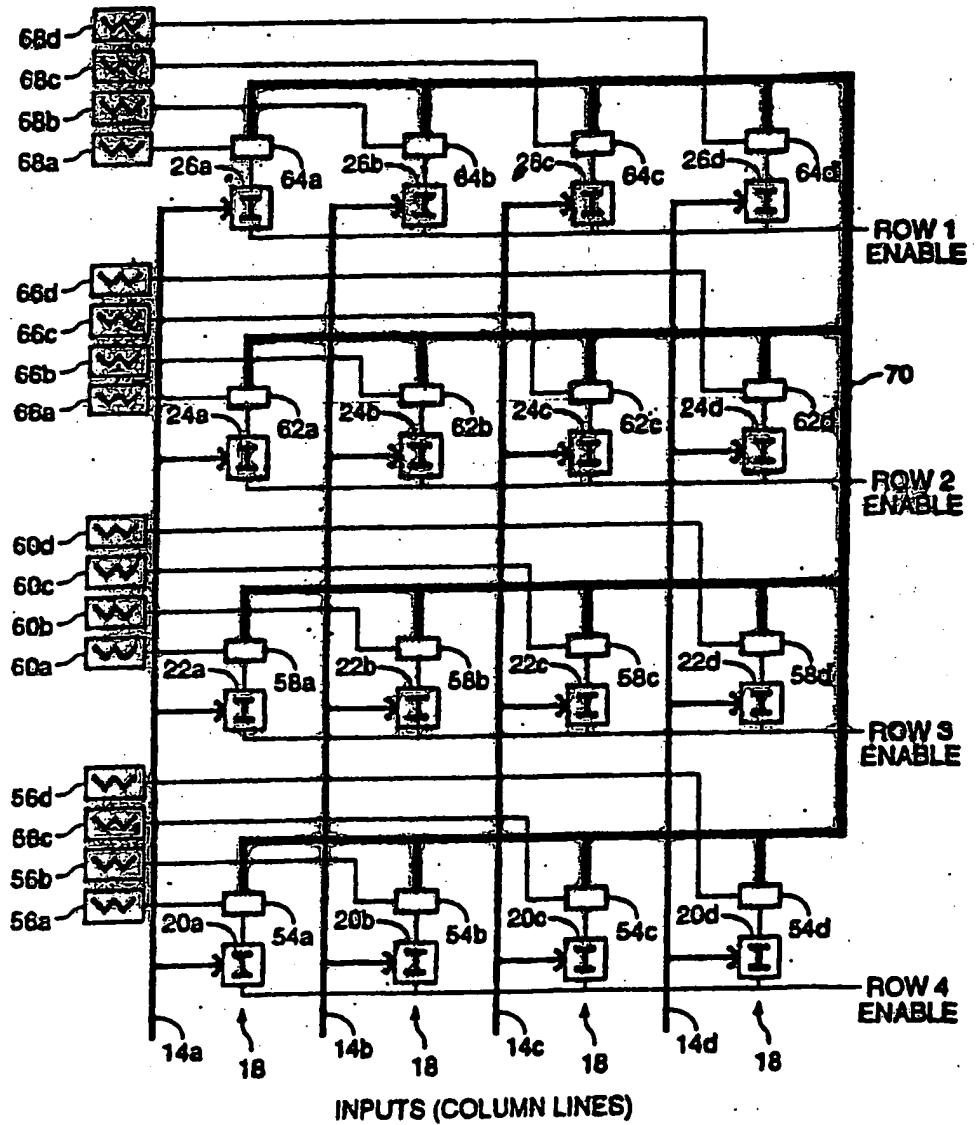 68d
68c
68b
68a
26a
64a
26b
64b
26c
64c
26d
64d
ROW 1
ENABLE
66d
66c
66b
66a
24a
62a
24b
62b
24c
62c
24d
62d
70
ROW 2
ENABLE
60d
60c
60b
60a
22a
58a
22b
58b
22c
58c
22d
58d
ROW 3
ENABLE
56d
56c
56b
56a
20a
54a
20b
54b
20c
54c
20d
54d
ROW 4
ENABLE
14a
18
14b
18
14c
18
14d
18
INPUTS (COLUMN LINES)